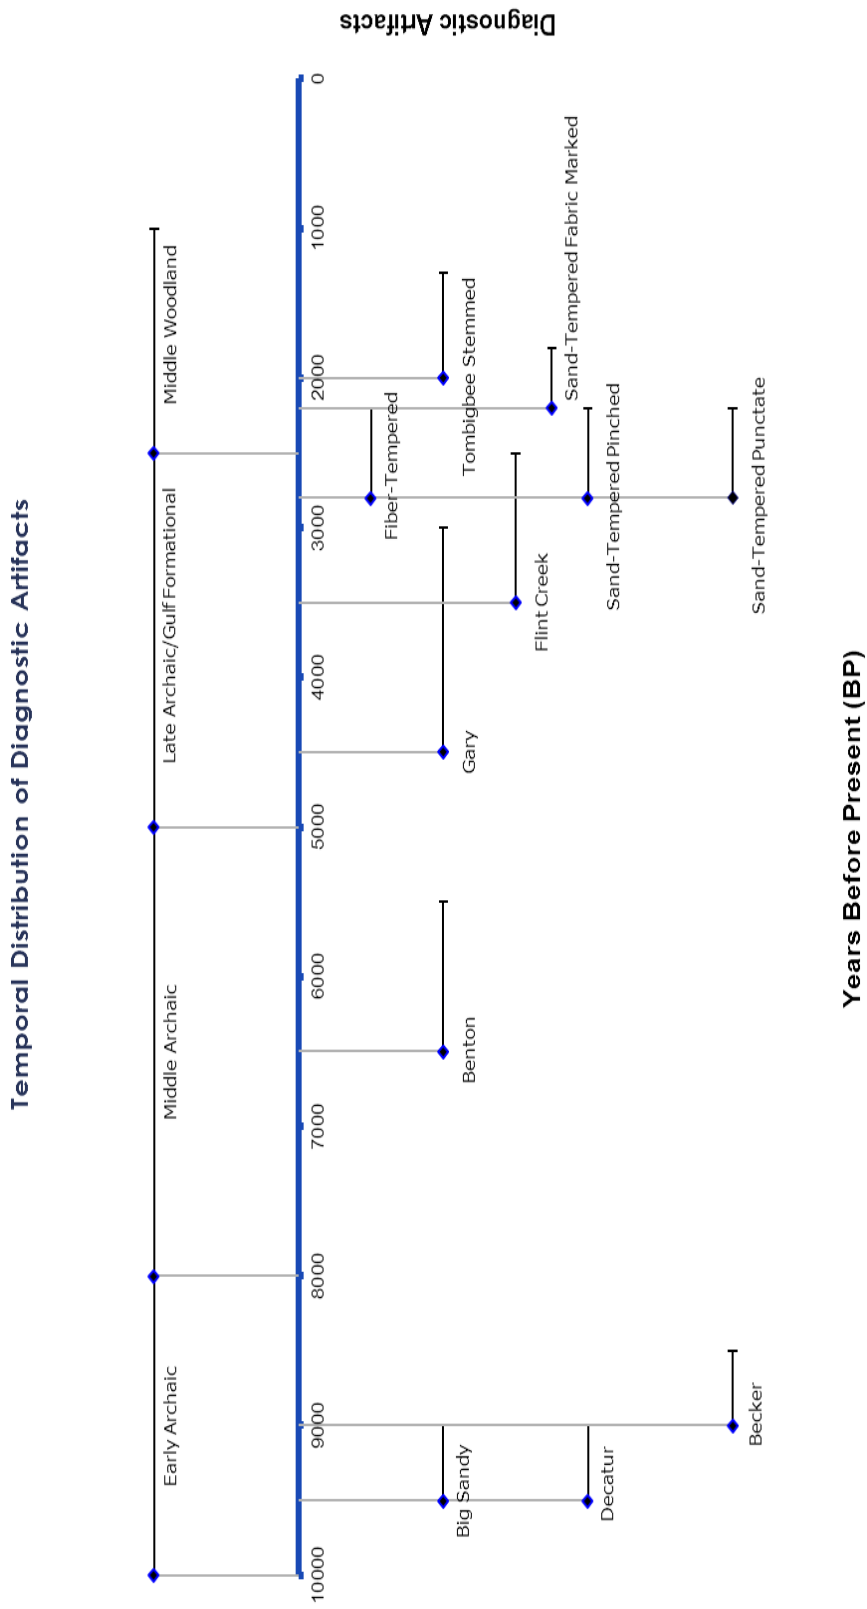 Temporal Distribution of Diagnostic Artifacts
Early Archaic
Middle Archaic
Late Archaic/Gulf Formational
Middle Woodland
10000
9000
8000
7000
6000
5000
4000
3000
2000
1000
0
Diagnostic Artifacts
Fiber-Tempered
Big Sandy
Benton
Gary
Tombigbee Stemmed
Flint Creek
Sand-Tempered Fabric Marked
Decatur
Sand-Tempered Pinched
Becker
Sand-Tempered Punctate
Years Before Present (BP)